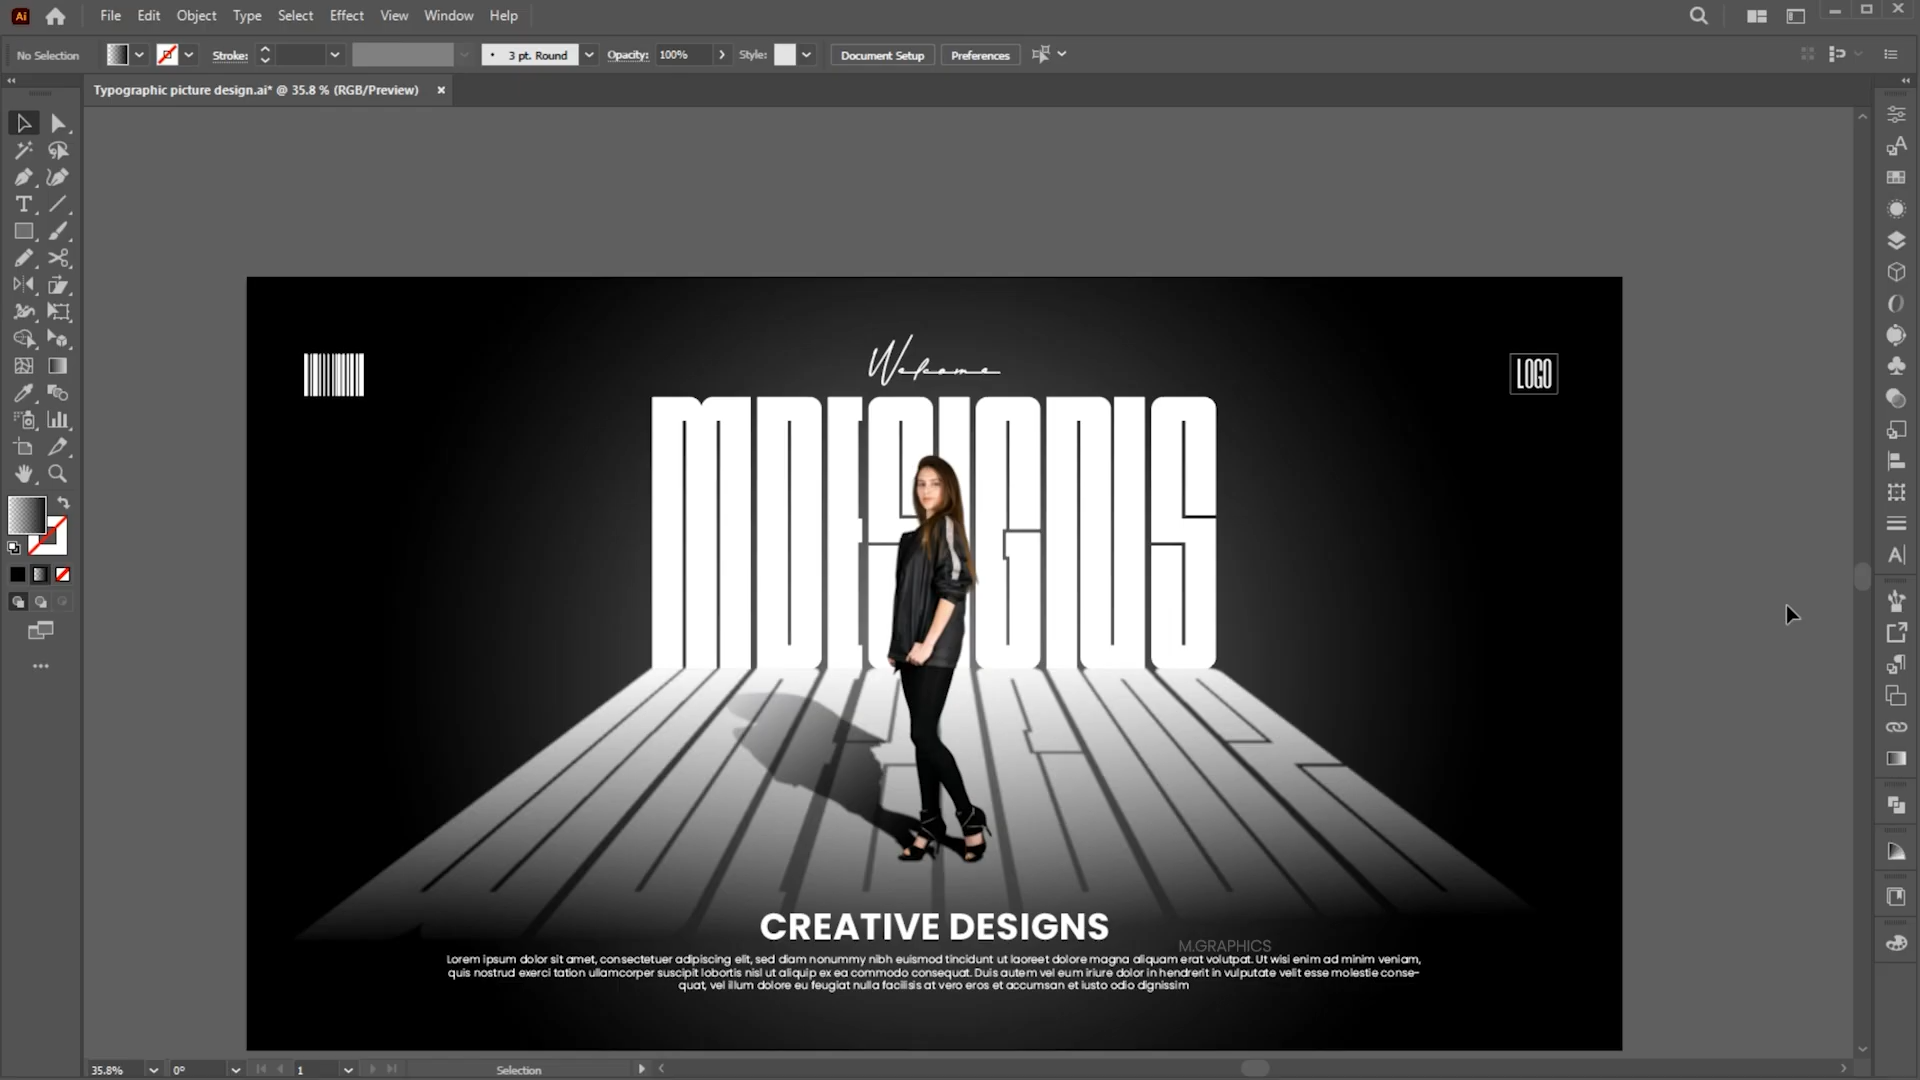 Ai File Edit Object Type Select Effect View Window Help
No Selection Stroke: 3 pt. Round Opacity: 100% Style: Document Setup Preferences
Typographic picture design.ai* @ 35.8 % (RGB/Preview)
Welcome
LOGO
MDESIGNS
CREATIVE DESIGNS
M.GRAPHICS
Lorem ipsum dolor sit amet, consectetuer adipiscing elit, sed diam nonummy nibh euismod tincidunt ut laoreet dolore magna aliquam erat volutpat. Ut wisi enim ad minim veniam,
quis nostrud exerci tation ullamcorper suscipit lobortis nisl ut aliquip ex ea commodo consequat. Duis autem vel eum iriure dolor in hendrerit in vulputate velit esse molestie conse-
quat, vel illum dolore eu feugiat nulla facilisis at vero eros et accumsan et iusto odio dignissim
35.8% 0° 1 Selection